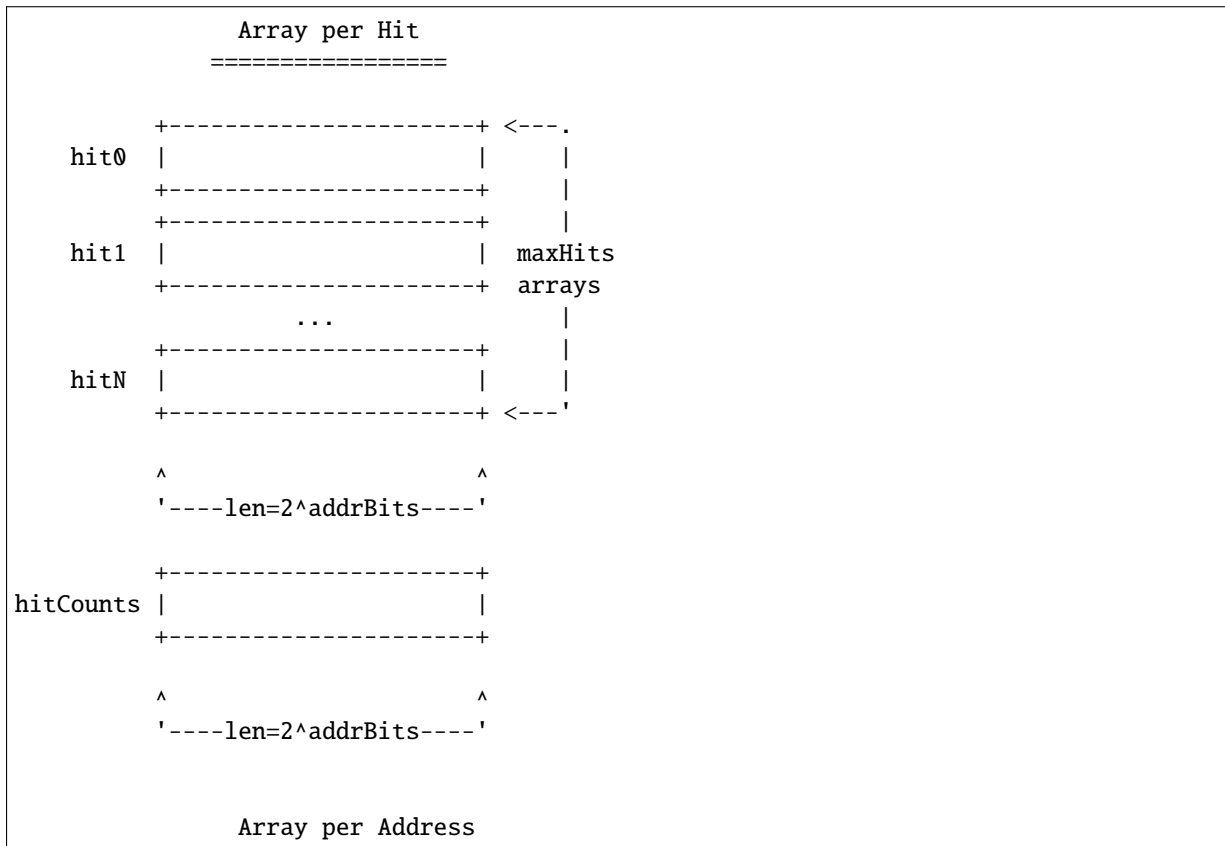 Array per Hit
              =================

          +-----------------------+ <---.
    hit0  |                       |     |
          +-----------------------+     |
          +-----------------------+     |
    hit1  |                       |  maxHits
          +-----------------------+  arrays
                    ...                 |
          +-----------------------+     |
    hitN  |                       |     |
          +-----------------------+ <---'

          ^                       ^
          '----len=2^addrBits----'

          +-----------------------+
hitCounts |                       |
          +-----------------------+

          ^                       ^
          '----len=2^addrBits----'


                Array per Address